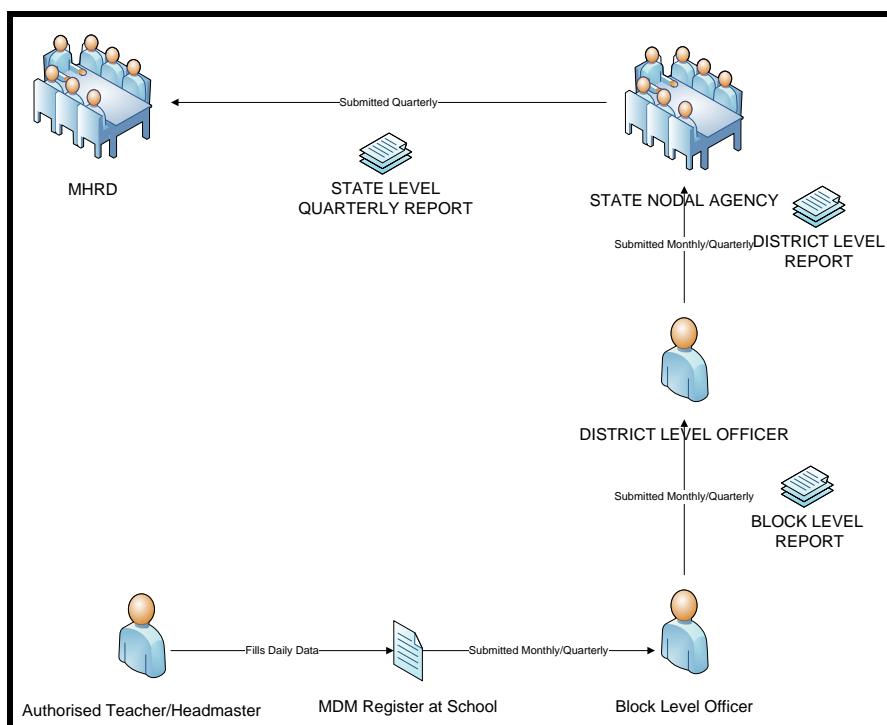 Submitted Quarterly
MHRD
STATE LEVEL
QUARTERLY REPORT
STATE NODAL AGENCY
Submitted Monthly/Quarterly
DISTRICT LEVEL
REPORT
DISTRICT LEVEL OFFICER
Submitted Monthly/Quarterly
BLOCK LEVEL
REPORT
Fills Daily Data
Submitted Monthly/Quarterly
Authorised Teacher/Headmaster
MDM Register at School
Block Level Officer